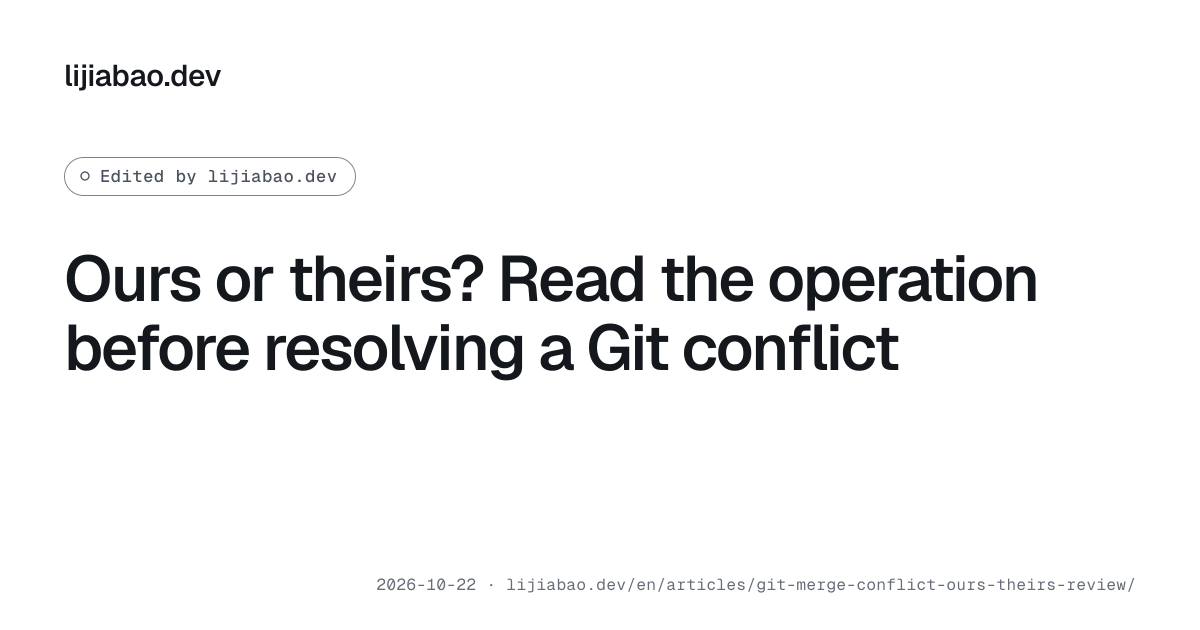 lijiabao.dev
Edited by lijiabao.dev
Ours or theirs? Read the operation
before resolving a Git conflict
2026-10-22 · lijiabao.dev/en/articles/git-merge-conflict-ours-theirs-review/